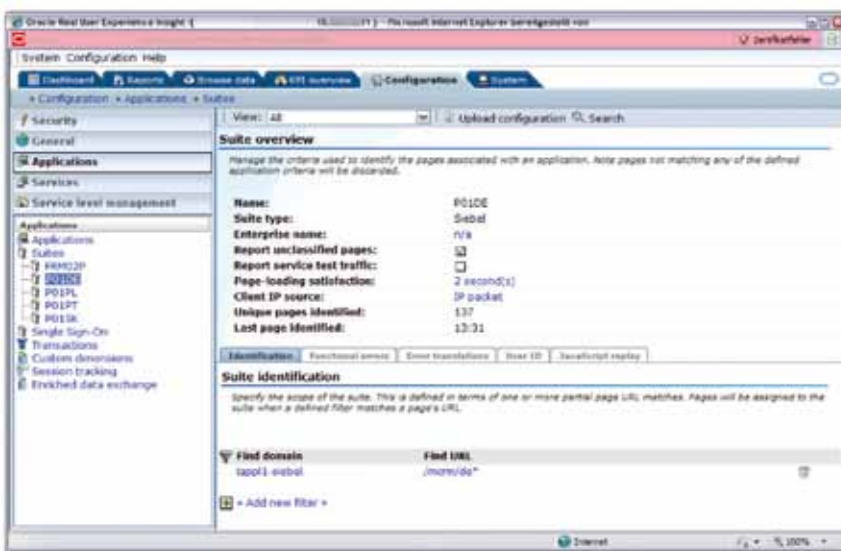 Oracle Real User Experience Insight
Microsoft Internet Explorer bereitgestellt von
Zertifikatfehler
System Configuration Help
Dashboard Reports Browse data KPI overview Configuration System
» Configuration » Applications » Suites
Security
General
Applications
Services
Service level management
Applications
Applications
Suites
P01DE
P01PL
P01PT
P01SK
Single Sign-On
Transactions
Custom dimensions
Session tracking
Enriched data exchange
View: All Upload configuration Search
Suite overview
Manage the criteria used to identify the pages associated with an application. Note pages not matching any of the defined
application criteria will be discarded.
Name: P01DE
Suite type: Siebel
Enterprise name: n/a
Report unclassified pages:
Report service test traffic:
Page-loading satisfaction: 2 second(s)
Client IP source: IP packet
Unique pages identified: 137
Last page identified: 13:31
Identification Functional errors Error translations User ID JavaScript replay
Suite identification
Specify the scope of the suite. This is defined in terms of one or more partial page URL matches. Pages will be assigned to the
suite when a defined filter matches a page's URL.
Find domain Find URL
« Add new filter »
Internet 100%